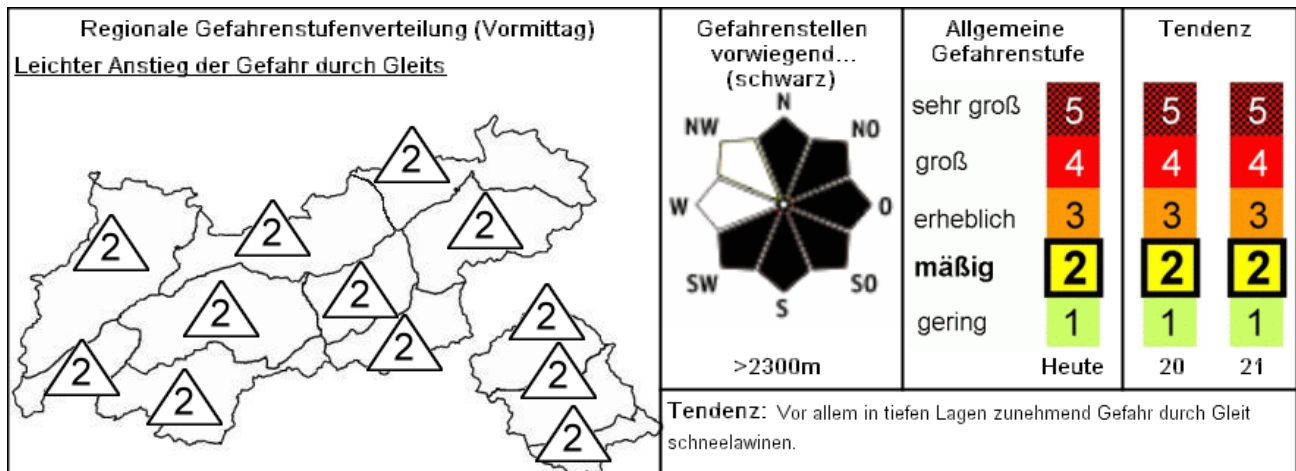 Regionale Gefahrenstufenverteilung (Vormittag)
Leichter Anstieg der Gefahr durch Gleits
2
2
2
2
2
2
2
2
2
2
2
2
Gefahrenstellen
vorwiegend...
(schwarz)
N
NW
NO
W
O
SW
SO
S
>2300m
Allgemeine
Gefahrenstufe
sehr groß
5
groß
4
erheblich
3
mäßig
2
gering
1
Heute
Tendenz
5 5
4 4
3 3
2 2
1 1
20 21
Tendenz: Vor allem in tiefen Lagen zunehmend Gefahr durch Gleit
schneelawinen.